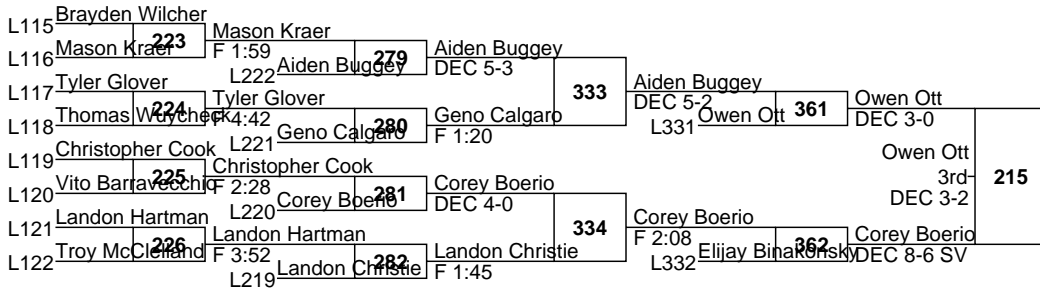 L115 Brayden Wilcher
223
L116 Mason Kraer
Mason Kraer
F 1:59
L222 Aiden Buggey
279
Aiden Buggey
DEC 5-3
L117 Tyler Glover
224
L118 Thomas Wuycheck
Tyler Glover
F 4:42
L221 Geno Calgaro
280
Geno Calgaro
F 1:20
333
Aiden Buggey
DEC 5-2
L331 Owen Ott
361
Owen Ott
DEC 3-0
L119 Christopher Cook
225
L120 Vito Barravecchio
Christopher Cook
F 2:28
L220 Corey Boerio
281
Corey Boerio
DEC 4-0
L121 Landon Hartman
226
L122 Troy McClelland
Landon Hartman
F 3:52
L219 Landon Christie
282
Landon Christie
F 1:45
334
Corey Boerio
F 2:08
L332 Elijay Binakonsky
362
Corey Boerio
DEC 8-6 SV
Owen Ott
3rd
DEC 3-2
215